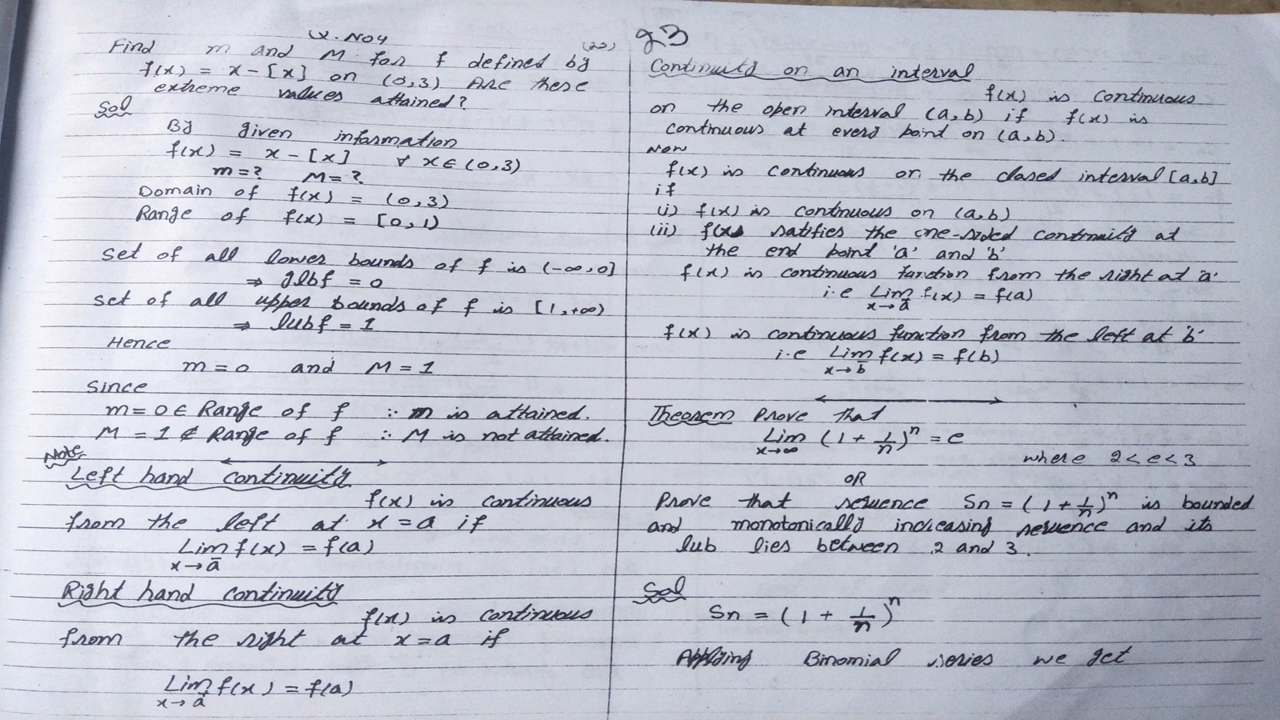 Q. NO4
(20)
Find m and M for f defined by
f(x) = x - [x] on (0,3) Are these
extreme values attained?
Sol
By given information
f(x) = x - [x] ∀ x ∈ (0,3)
m=? M=?
Domain of f(x) = (0,3)
Range of f(x) = [0,1)
set of all lower bounds of f is (-∞,0]
⇒ glbf = 0
set of all upper bounds of f is [1,+∞)
⇒ lubf = 1
Hence
m=0 and M=1
Since
m=0 ∈ Range of f ∴ m is attained.
M=1 ∉ Range of f ∴ M is not attained.
Note
Left hand continuity.
f(x) is continuous
from the left at x=a if
Lim f(x) = f(a)
x→a̅
Right hand continuity
f(x) is continuous
from the right at x=a if
Lim f(x) = f(a)
x→a
Continuity on an interval
f(x) is continuous
on the open interval (a,b) if f(x) is
continuous at every point on (a,b).
Now
f(x) is continuous on the closed interval [a,b]
if
(i) f(x) is continuous on (a,b)
(ii) f(x) satifies the one-sided continuity at
the end point 'a' and 'b'
f(x) is continuous function from the right at 'a'
i.e Lim f(x) = f(a)
x→a
f(x) is continuous function from the left at 'b'
i.e Lim f(x) = f(b)
x→b̅
Theorem Prove that
Lim (1 + 1/n)ⁿ = e
x→∞
where 2<e<3
OR
Prove that sequence Sn = (1 + 1/n)ⁿ is bounded
and monotonically increasing sequence and its
lub lies between 2 and 3.
Sol
Sn = (1 + 1/n)ⁿ
Applying Binomial series we get